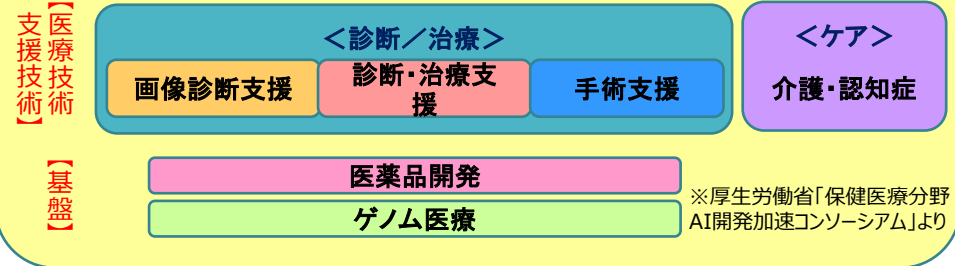 【医療技術
支援技術】
＜診断／治療＞
画像診断支援
診断・治療支
援
手術支援
＜ケア＞
介護・認知症
【基盤】
医薬品開発
ゲノム医療
※厚生労働省「保健医療分野
AI開発加速コンソーシアム」より